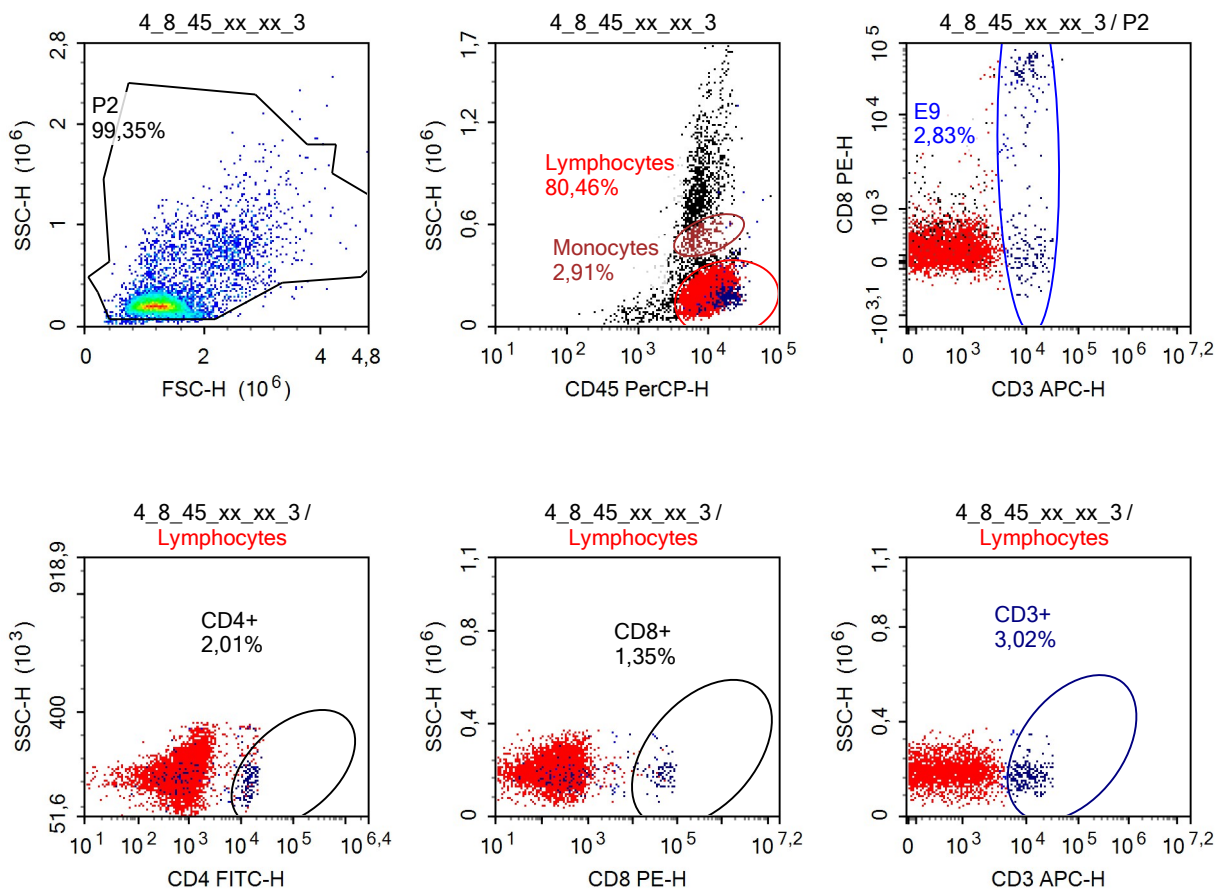 4_8_45_xx_xx_3
2,8
2
1
0
SSC-H (10^6)
P2
99,35%
0
2
4
4,8
FSC-H (10^6)
4_8_45_xx_xx_3
1,7
1,2
0,6
0
SSC-H (10^6)
Lymphocytes
80,46%
Monocytes
2,91%
10^1
10^2
10^3
10^4
10^5
CD45 PerCP-H
4_8_45_xx_xx_3 / P2
10^5
10^4
10^3
0
-10^3,1
CD8 PE-H
E9
2,83%
0
10^3
10^4
10^5
10^6
10^7,2
CD3 APC-H
4_8_45_xx_xx_3 /
Lymphocytes
918,9
400
51,6
SSC-H (10^3)
CD4+
2,01%
10^1
10^2
10^3
10^4
10^5
10^6,4
CD4 FITC-H
4_8_45_xx_xx_3 /
Lymphocytes
1,1
0,8
0,4
0
SSC-H (10^6)
CD8+
1,35%
10^1
10^3
10^5
10^7,2
CD8 PE-H
4_8_45_xx_xx_3 /
Lymphocytes
1,1
0,8
0,4
0
SSC-H (10^6)
CD3+
3,02%
0
10^3
10^4
10^5
10^6
10^7,2
CD3 APC-H